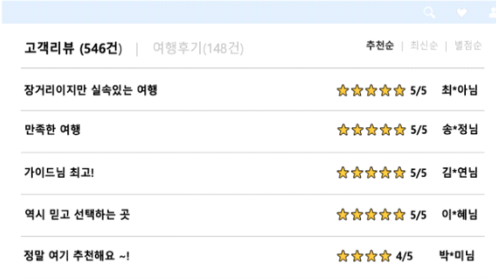 고객리뷰 (546건) | 여행후기(148건) 추천순 | 최신순 | 별점순
장거리이지만 실속있는 여행 5/5 최*아님
만족한 여행 5/5 송*정님
가이드님 최고! 5/5 김*연님
역시 믿고 선택하는 곳 5/5 이*혜님
정말 여기 추천해요 ~! 4/5 박*미님